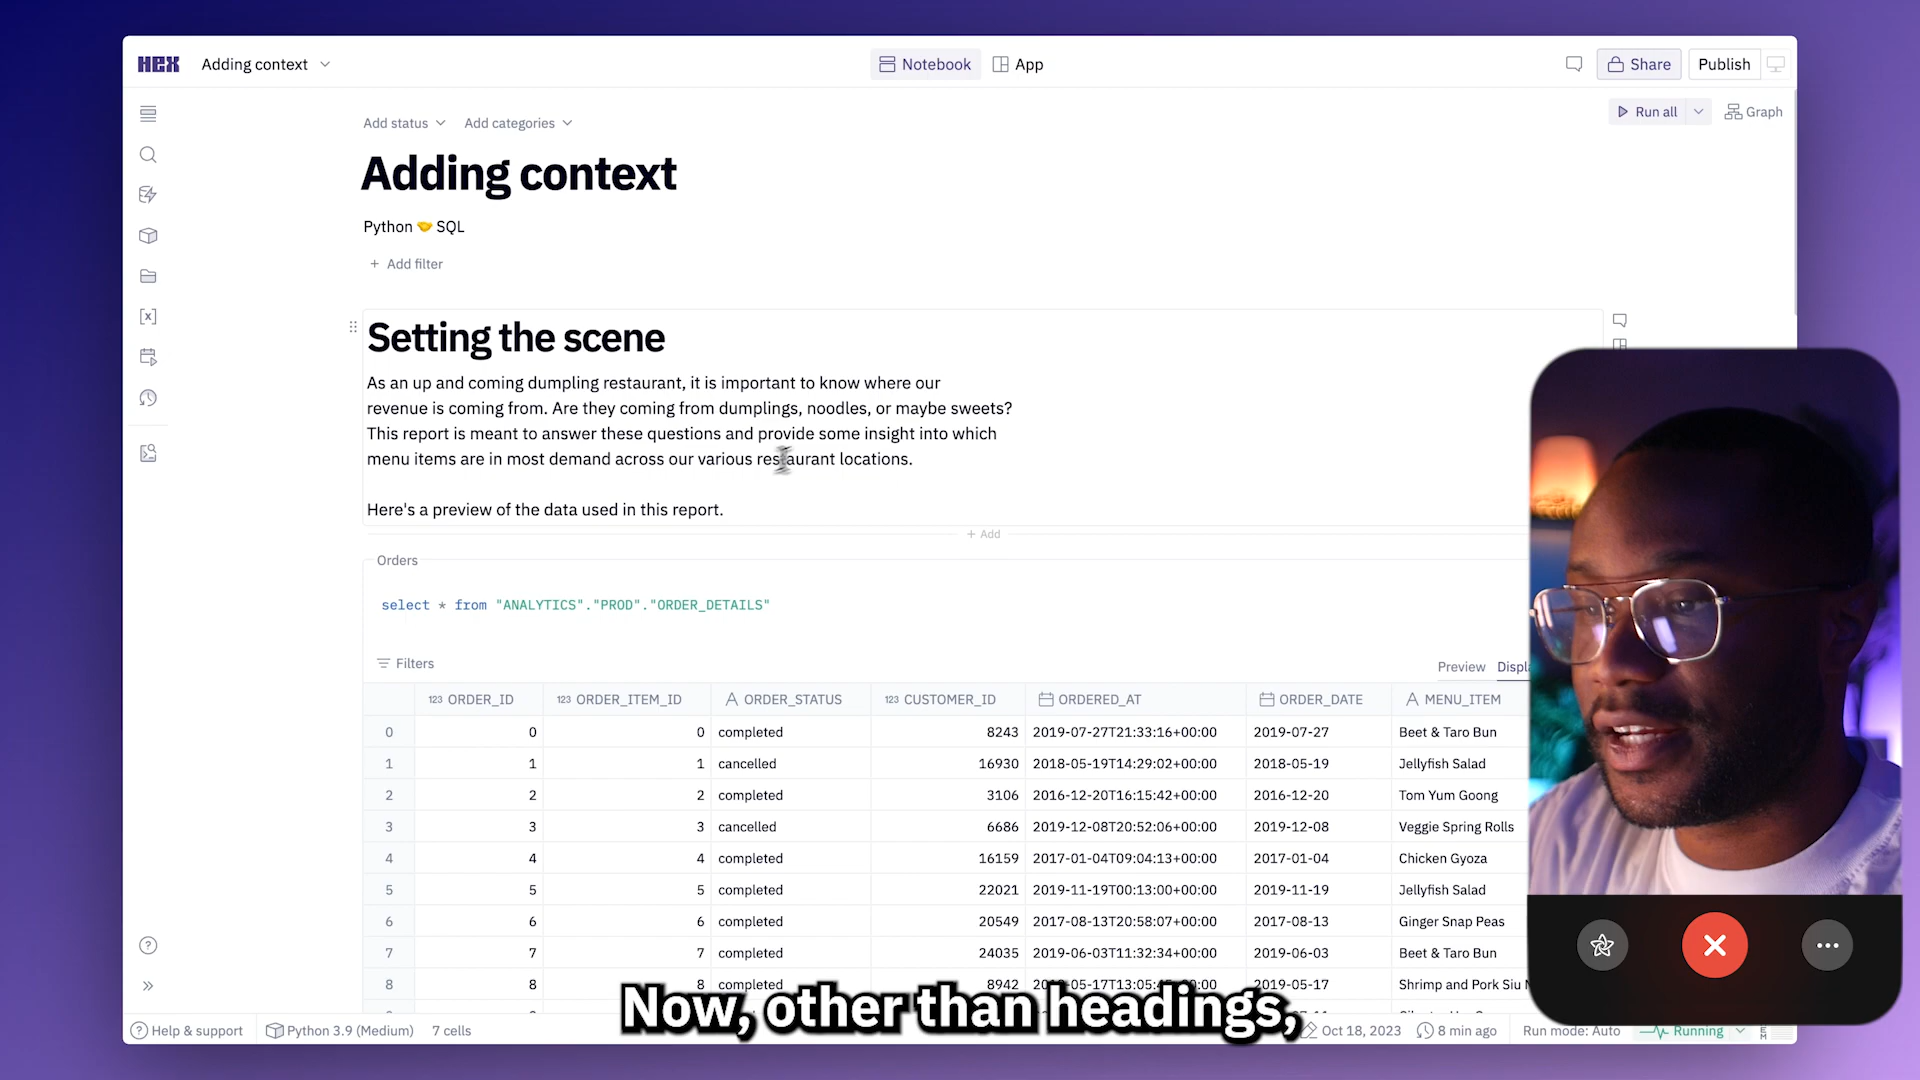 HEX Adding context
Notebook App
Share Publish
Run all Graph
Add status Add categories
Adding context
Python 🤝 SQL
+ Add filter
Setting the scene
As an up and coming dumpling restaurant, it is important to know where our
revenue is coming from. Are they coming from dumplings, noodles, or maybe sweets?
This report is meant to answer these questions and provide some insight into which
menu items are in most demand across our various restaurant locations.
Here's a preview of the data used in this report.
+ Add
Orders
select * from "ANALYTICS"."PROD"."ORDER_DETAILS"
Filters
Preview Displ
123 ORDER_ID 123 ORDER_ITEM_ID A ORDER_STATUS 123 CUSTOMER_ID ORDERED_AT ORDER_DATE A MENU_ITEM
0 0 0 completed 8243 2019-07-27T21:33:16+00:00 2019-07-27 Beet & Taro Bun
1 1 1 cancelled 16930 2018-05-19T14:29:02+00:00 2018-05-19 Jellyfish Salad
2 2 2 completed 3106 2016-12-20T16:15:42+00:00 2016-12-20 Tom Yum Goong
3 3 3 cancelled 6686 2019-12-08T20:52:06+00:00 2019-12-08 Veggie Spring Rolls
4 4 4 completed 16159 2017-01-04T09:04:13+00:00 2017-01-04 Chicken Gyoza
5 5 5 completed 22021 2019-11-19T00:13:00+00:00 2019-11-19 Jellyfish Salad
6 6 6 completed 20549 2017-08-13T20:58:07+00:00 2017-08-13 Ginger Snap Peas
7 7 7 completed 24035 2019-06-03T11:32:34+00:00 2019-06-03 Beet & Taro Bun
8 8 8 completed 8942 2019-05-17 Shrimp and Pork Siu
Now, other than headings,
Help & support Python 3.9 (Medium) 7 cells Oct 18, 2023 8 min ago Run mode: Auto Running